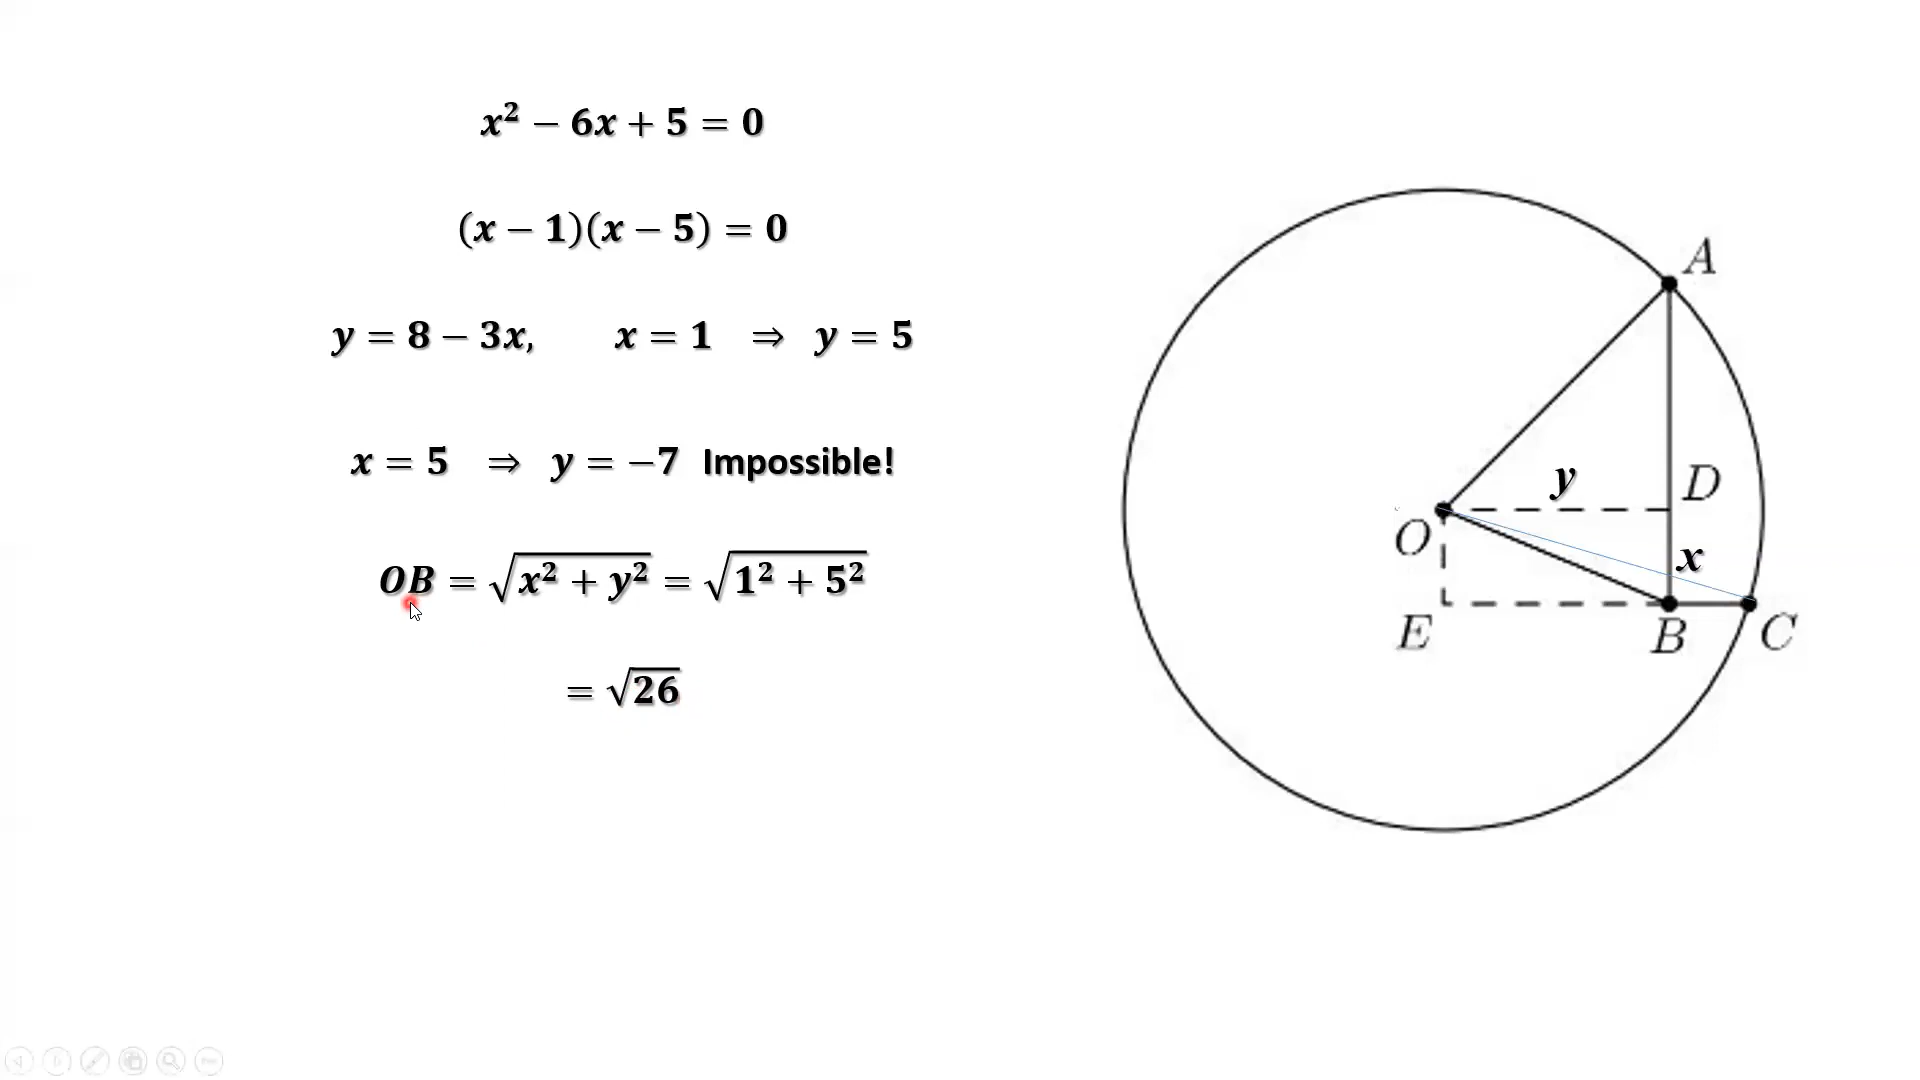 x² − 6x + 5 = 0
(x − 1)(x − 5) = 0
y = 8 − 3x, x = 1 ⇒ y = 5
x = 5 ⇒ y = −7 Impossible!
OB = √(x² + y²) = √(1² + 5²)
= √26
A
y
D
O
x
E
B
C